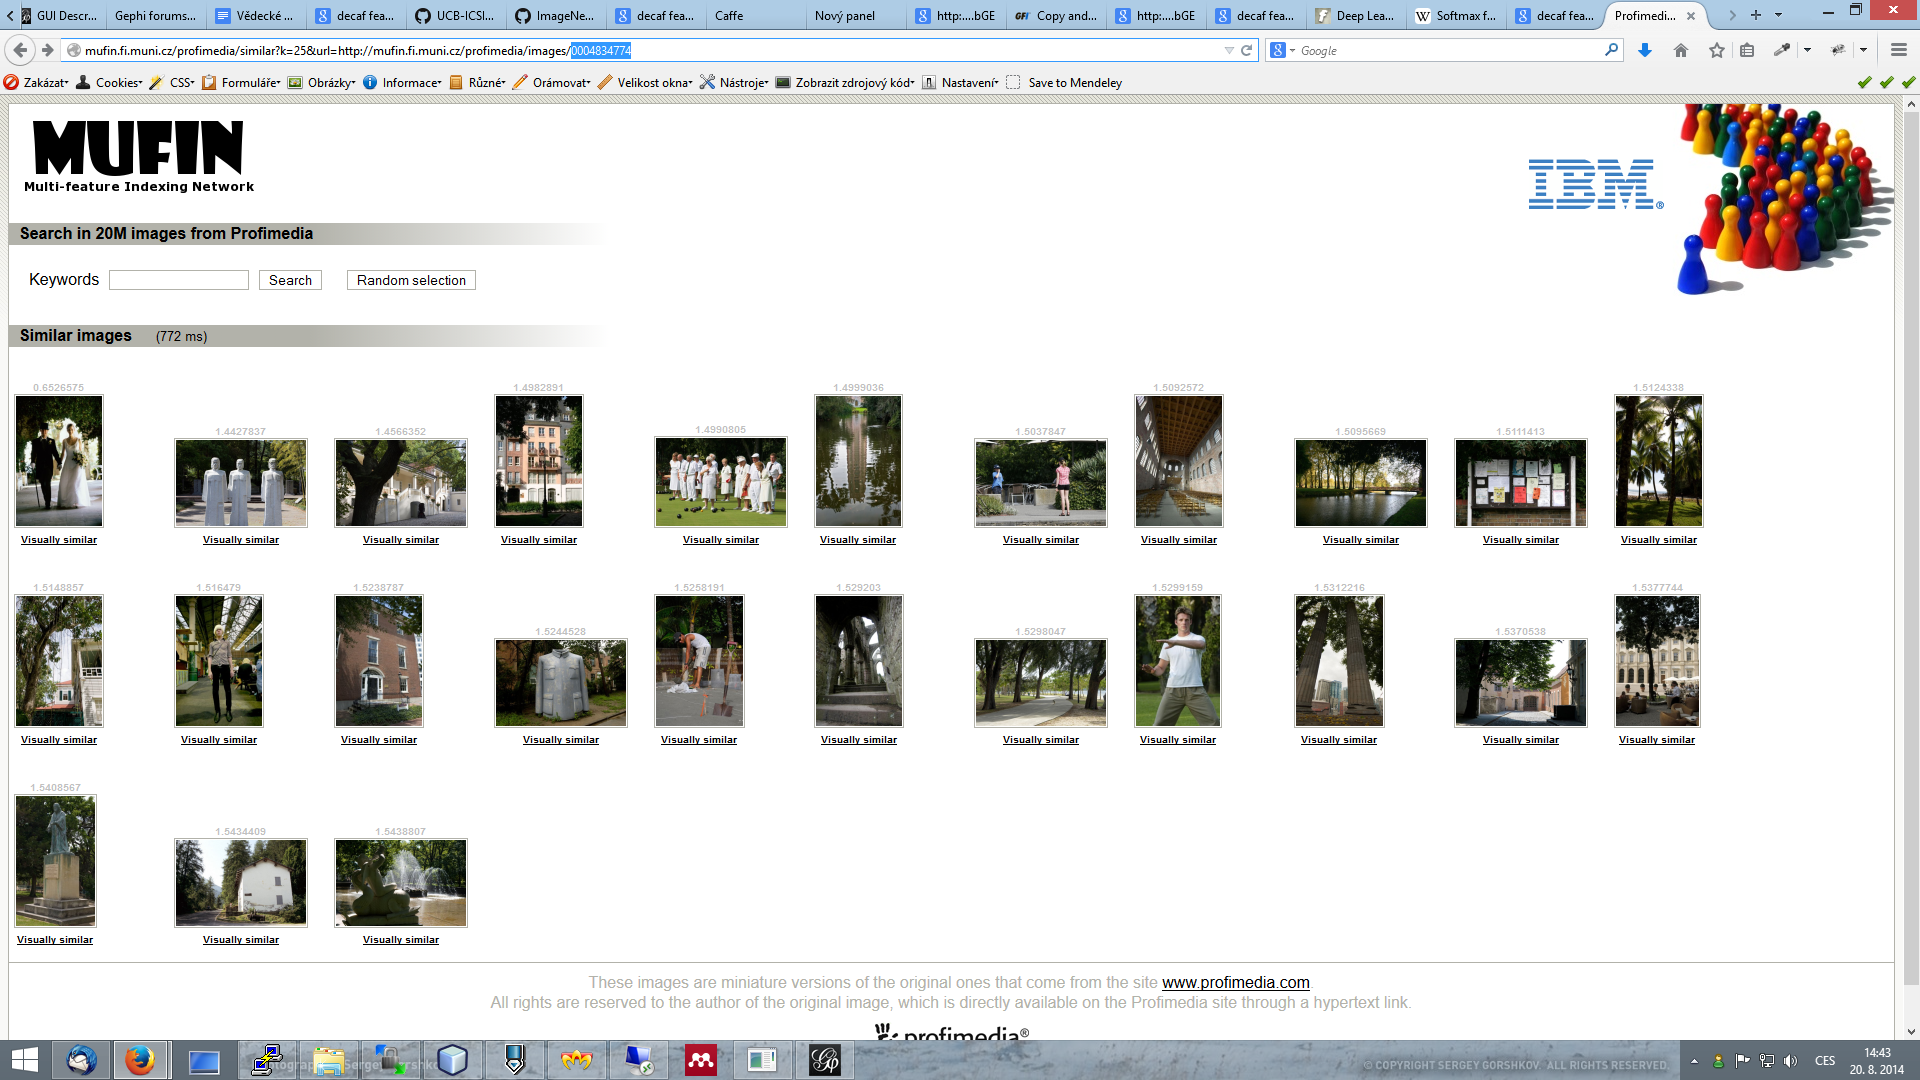 GUI Descr...
Gephi forums...
Vědecké ...
decaf fea...
UCB-ICSI...
ImageNe...
decaf fea...
Caffe
Nový panel
http:....bGE
Copy and...
http:....bGE
decaf fea...
Deep Lea...
Softmax f...
decaf fea...
Profimedi...
mufin.fi.muni.cz/profimedia/similar?k=25&url=http://mufin.fi.muni.cz/profimedia/images/0004834774
Google
Zakázat
Cookies
CSS
Formuláře
Obrázky
Informace
Různé
Orámovat
Velikost okna
Nástroje
Zobrazit zdrojový kód
Nastavení
Save to Mendeley
MUFIN
Multi-feature Indexing Network
IBM®
Search in 20M images from Profimedia
Keywords
Search
Random selection
Similar images (772 ms)
0.6526575
1.4427837
1.4566352
1.4982891
1.4990805
1.4999036
1.5037847
1.5092572
1.5095669
1.5111413
1.5124338
Visually similar
Visually similar
Visually similar
Visually similar
Visually similar
Visually similar
Visually similar
Visually similar
Visually similar
Visually similar
Visually similar
1.5148857
1.516479
1.5238787
1.5244528
1.5258191
1.529203
1.5298047
1.5299159
1.5312216
1.5370538
1.5377744
Visually similar
Visually similar
Visually similar
Visually similar
Visually similar
Visually similar
Visually similar
Visually similar
Visually similar
Visually similar
Visually similar
1.5408567
1.5434409
1.5438807
Visually similar
Visually similar
Visually similar
These images are miniature versions of the original ones that come from the site www.profimedia.com.
All rights are reserved to the author of the original image, which is directly available on the Profimedia site through a hypertext link.
profimedia®
© COPYRIGHT SERGEY GORSHKOV. ALL RIGHTS RESERVED.
CES
14:43
20. 8. 2014